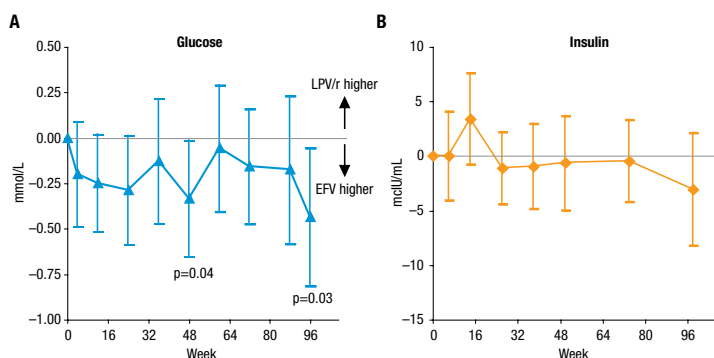 A
Glucose
0.50
0.25
0.00
−0.25
−0.50
−0.75
−1.00
mmol/L
LPV/r higher
EFV higher
p=0.04
p=0.03
0 16 32 48 64 80 96
Week
B
Insulin
10
5
0
−5
−10
−15
mcIU/mL
0 16 32 48 64 80 96
Week